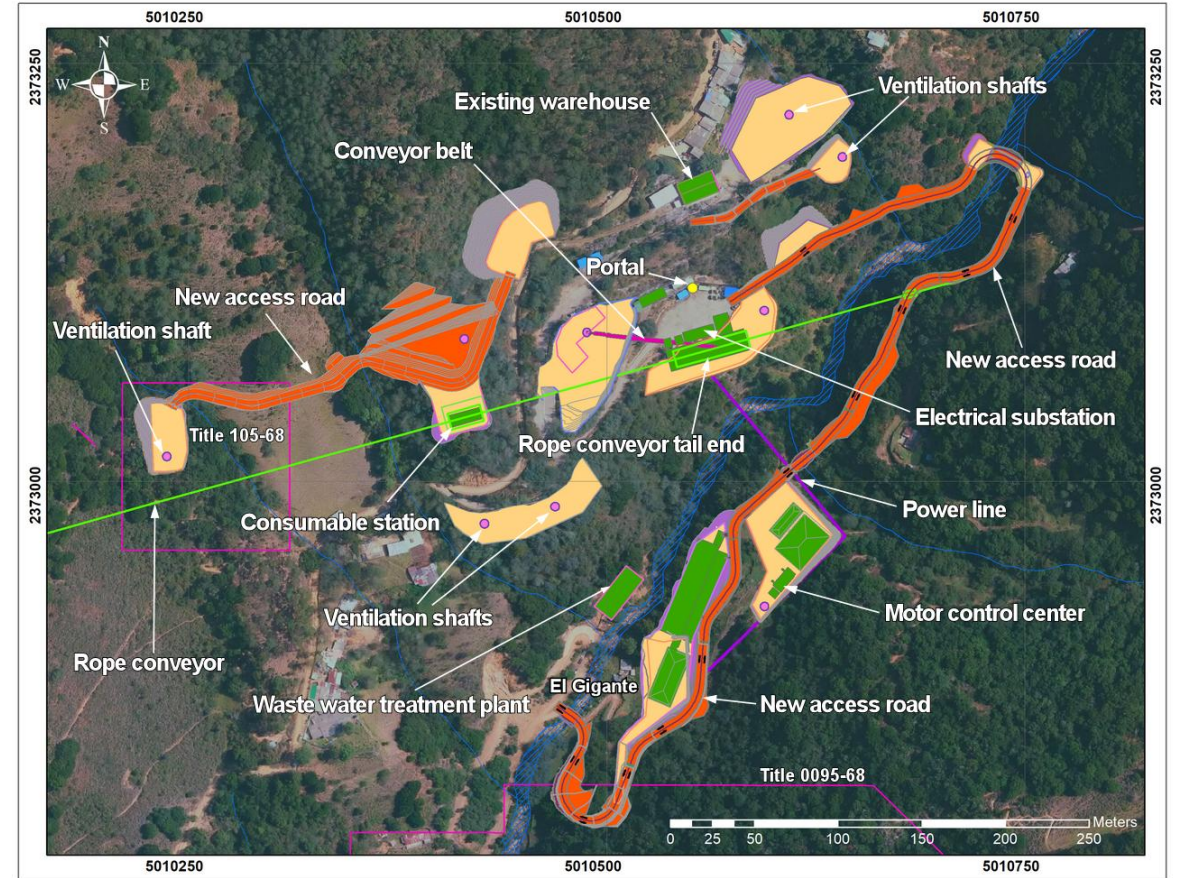 5010250 5010500 5010750
2373250 2373250
N
W E
S
Existing warehouse
Ventilation shafts
Conveyor belt
Portal
New access road
Ventilation shaft
New access road
Electrical substation
Title 105-68
Rope conveyor tail end
Consumable station
2373000 2373000
Power line
Ventilation shafts
Motor control center
Rope conveyor
El Gigante
Waste water treatment plant
New access road
Title 0095-68
Meters
0 25 50 100 150 200 250
5010250 5010500 5010750